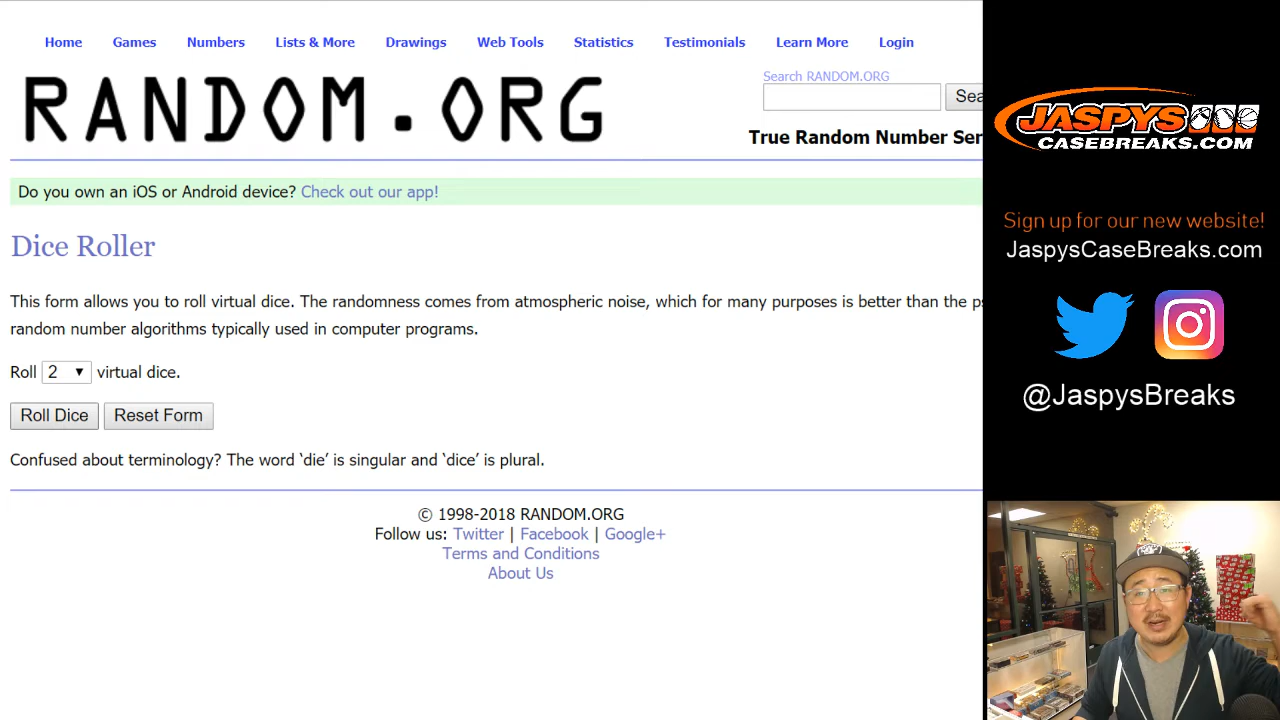 Home Games Numbers Lists & More Drawings Web Tools Statistics Testimonials Learn More Login
RANDOM.ORG
Search RANDOM.ORG
Sea
True Random Number Ser
Do you own an iOS or Android device? Check out our app!
Dice Roller
This form allows you to roll virtual dice. The randomness comes from atmospheric noise, which for many purposes is better than the ps
random number algorithms typically used in computer programs.
Roll 2 virtual dice.
Roll Dice Reset Form
Confused about terminology? The word ‘die’ is singular and ‘dice’ is plural.
© 1998-2018 RANDOM.ORG
Follow us: Twitter | Facebook | Google+
Terms and Conditions
About Us
JASPYS
CASEBREAKS.COM
Sign up for our new website!
JaspysCaseBreaks.com
@JaspysBreaks